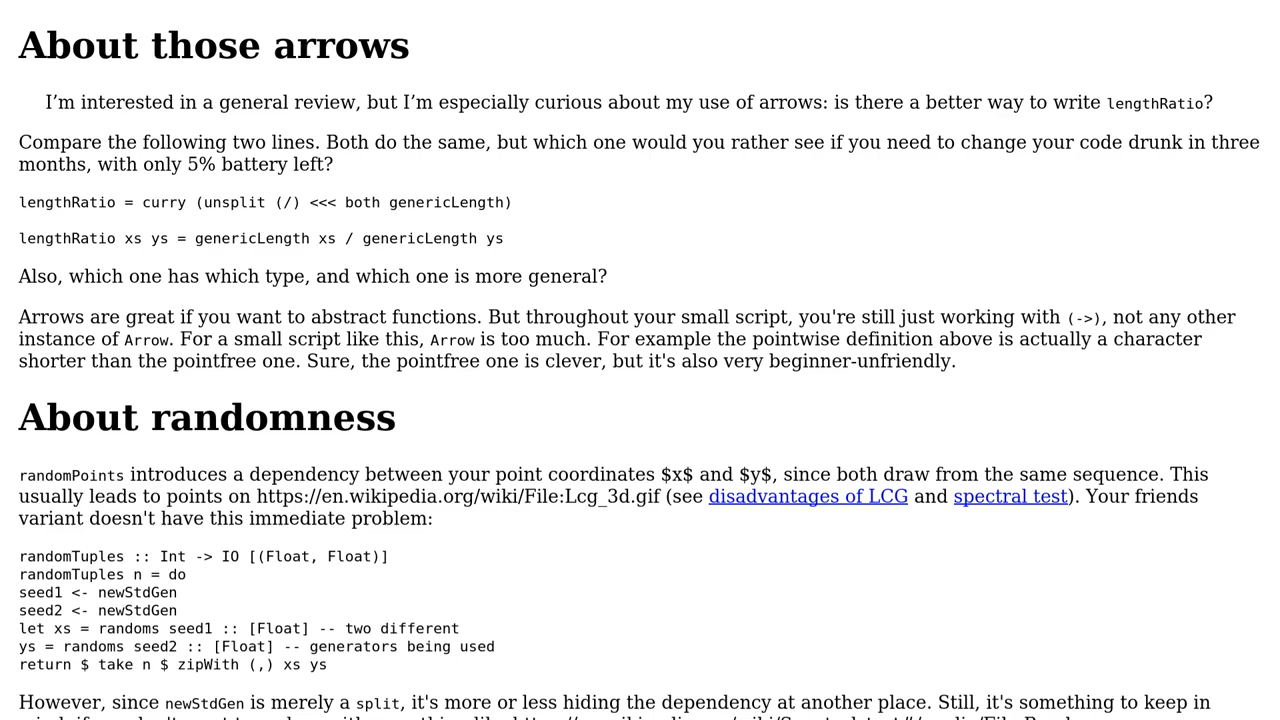 About those arrows
I’m interested in a general review, but I’m especially curious about my use of arrows: is there a better way to write lengthRatio?
Compare the following two lines. Both do the same, but which one would you rather see if you need to change your code drunk in three
months, with only 5% battery left?
lengthRatio = curry (unsplit (/) <<< both genericLength)
lengthRatio xs ys = genericLength xs / genericLength ys
Also, which one has which type, and which one is more general?
Arrows are great if you want to abstract functions. But throughout your small script, you're still just working with (->), not any other
instance of Arrow. For a small script like this, Arrow is too much. For example the pointwise definition above is actually a character
shorter than the pointfree one. Sure, the pointfree one is clever, but it's also very beginner-unfriendly.
About randomness
randomPoints introduces a dependency between your point coordinates $x$ and $y$, since both draw from the same sequence. This
usually leads to points on https://en.wikipedia.org/wiki/File:Lcg_3d.gif (see disadvantages of LCG and spectral test). Your friends
variant doesn't have this immediate problem:
randomTuples :: Int -> IO [(Float, Float)]
randomTuples n = do
seed1 <- newStdGen
seed2 <- newStdGen
let xs = randoms seed1 :: [Float] -- two different
ys = randoms seed2 :: [Float] -- generators being used
return $ take n $ zipWith (,) xs ys
However, since newStdGen is merely a split, it's more or less hiding the dependency at another place. Still, it's something to keep in